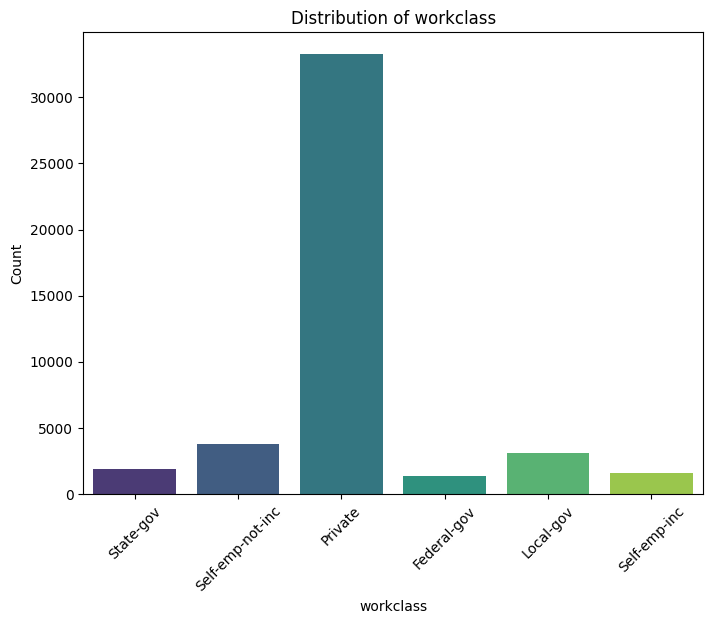 Distribution of workclass
Count
30000
25000
20000
15000
10000
5000
0
State-gov
Self-emp-not-inc
Private
Federal-gov
Local-gov
Self-emp-inc
workclass